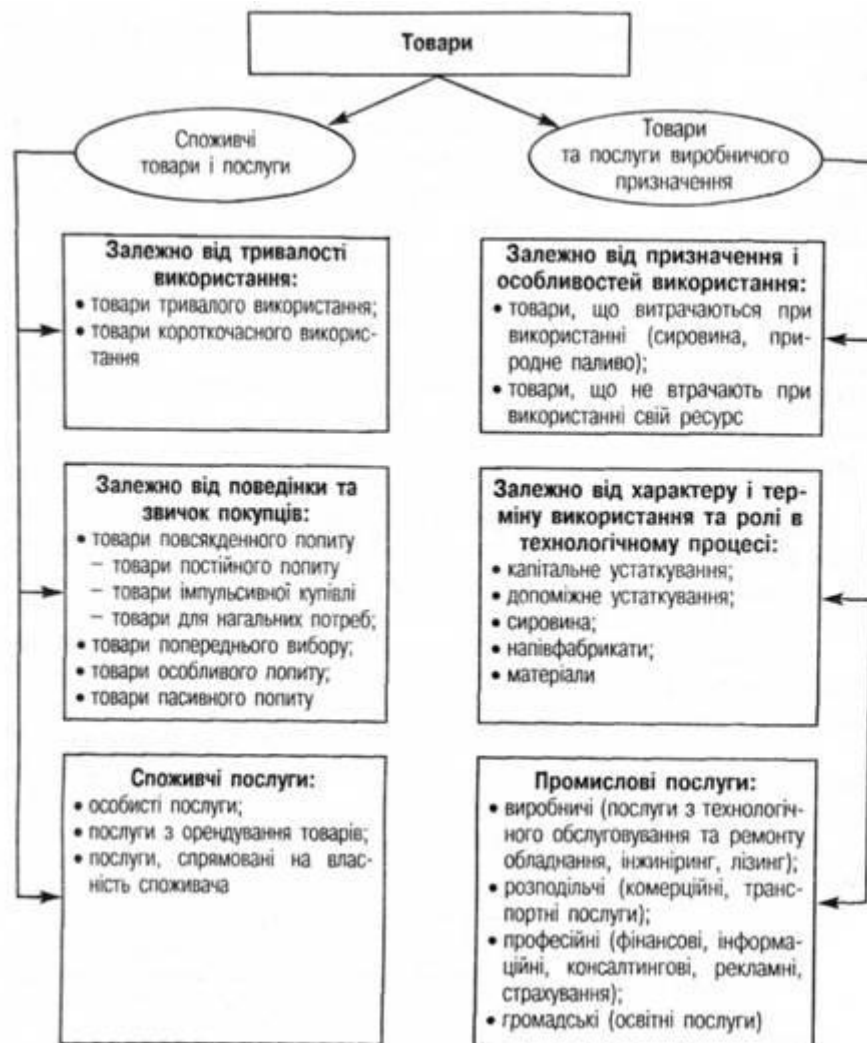 Товари
Споживчі
товари і послуги
Товари
та послуги виробничого
призначення
Залежно від тривалості
використання:
• товари тривалого використання;
• товари короткочасного викорис-
тання
Залежно від поведінки та
звичок покупців:
• товари повсякденного попиту
– товари постійного попиту
– товари імпульсивної купівлі
– товари для нагальних потреб;
• товари попереднього вибору;
• товари особливого лопиту;
• товари пасивного попиту
Споживчі послуги:
• особисті послуги;
• послуги з орендування товарів;
• послуги, спрямовані на влас-
ність споживача
Залежно від призначення і
особливостей використання:
• товари, що витрачаються при
використанні (сировина, при-
родне паливо);
• товари, що не втрачають при
використанні свій ресурс
Залежно від характеру і тер-
міну використання та ролі в
технологічному процесі:
• капітальне устаткування;
• допоміжне устаткування;
• сировина;
• напівфабрикати;
• матеріали
Промислові послуги:
• виробничі (послуги з технологіч-
ного обслуговування та ремонту
обладнання, інжиніринг, лізинг);
• розподільчі (комерційні, транс-
портні послуги);
• професійні (фінансові, інформа-
ційні, консалтингові, рекламні,
страхування);
• громадські (освітні послуги)